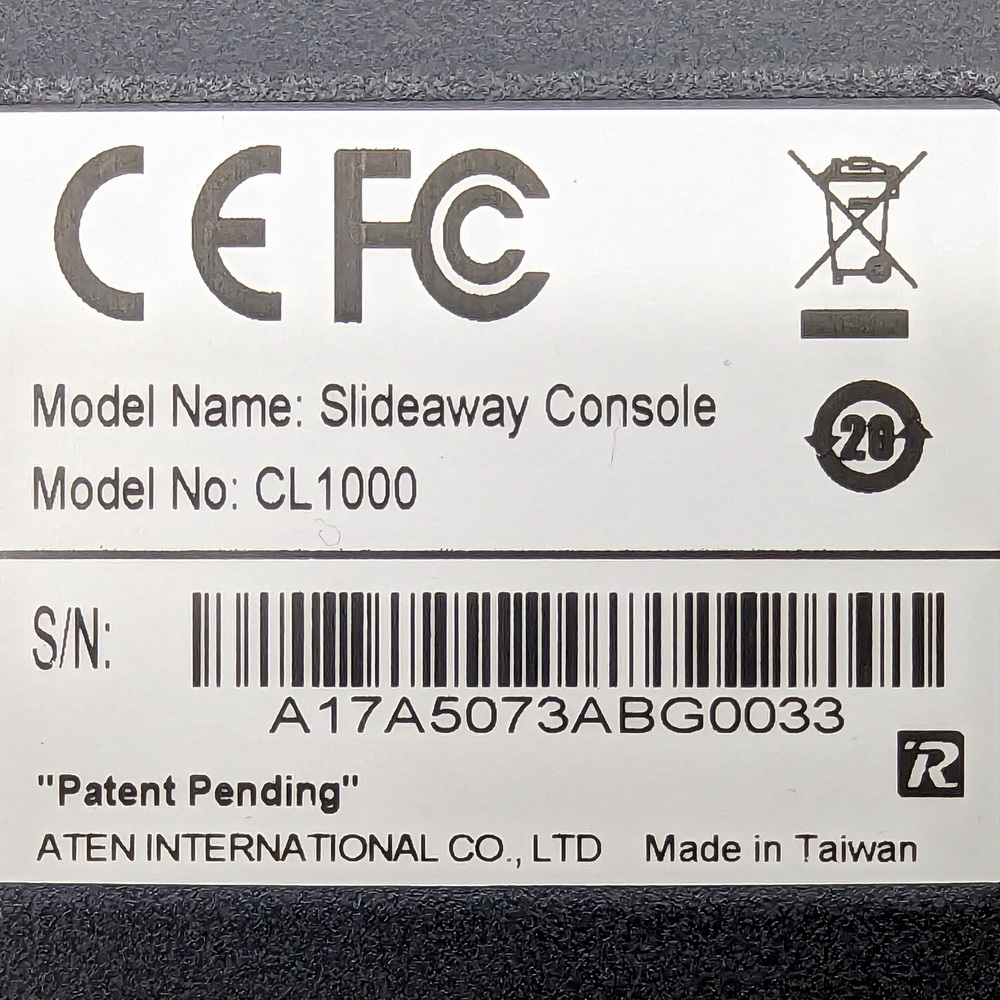 CE FC
Model Name: Slideaway Console
20
Model No: CL1000
S/N:
A17A5073ABG0033
R
"Patent Pending"
ATEN INTERNATIONAL CO., LTD Made in Taiwan